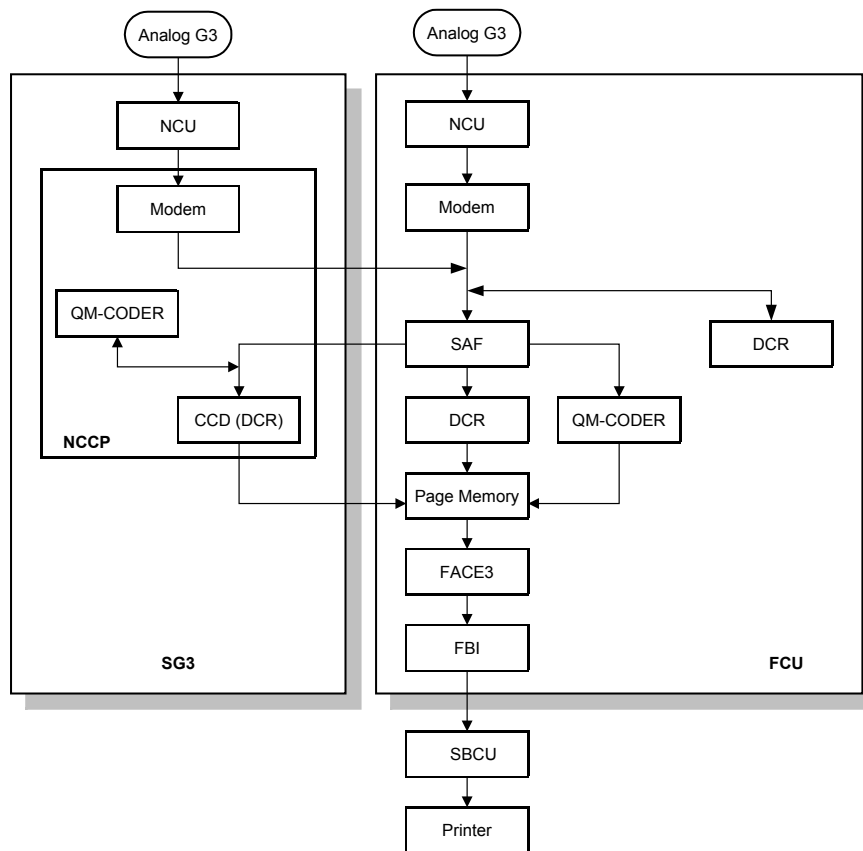 Analog G3
Analog G3
NCU
NCU
Modem
Modem
QM-CODER
SAF
DCR
CCD (DCR)
DCR
QM-CODER
NCCP
Page Memory
FACE3
FBI
SG3
FCU
SBCU
Printer